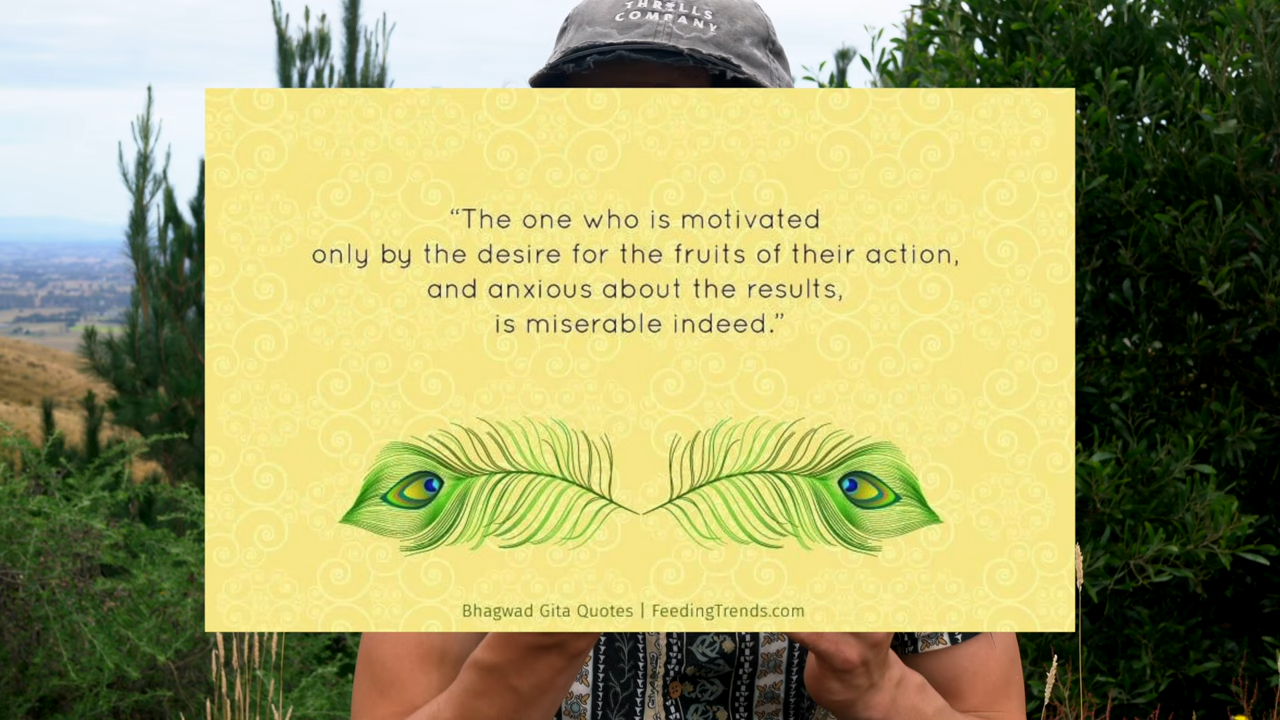 THRILLS
COMPANY
“The one who is motivated
only by the desire for the fruits of their action,
and anxious about the results,
is miserable indeed.”
Bhagwad Gita Quotes | FeedingTrends.com